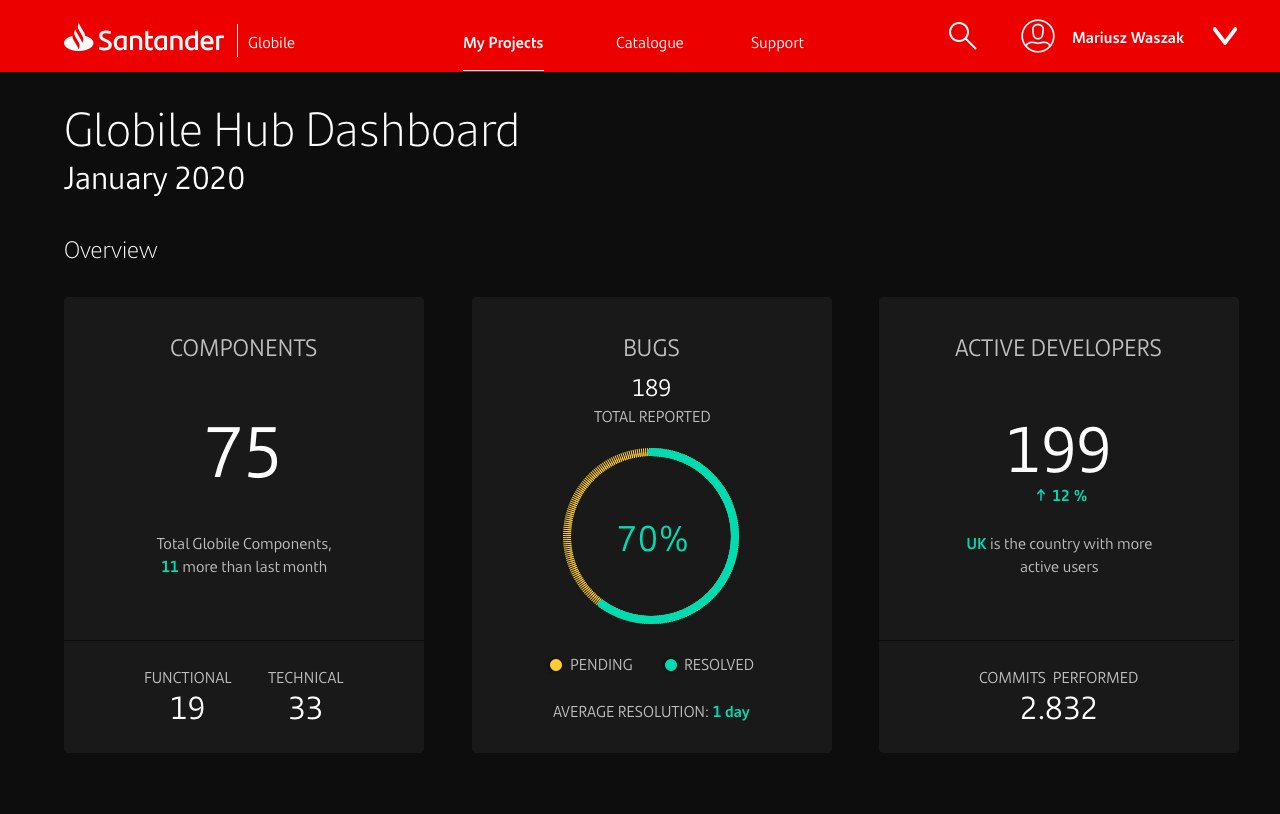 Santander
Globile
My Projects
Catalogue
Support
Mariusz Waszak
Globile Hub Dashboard
January 2020
Overview
COMPONENTS
75
Total Globile Components,
11 more than last month
FUNCTIONAL
19
TECHNICAL
33
BUGS
189
TOTAL REPORTED
70%
PENDING
RESOLVED
AVERAGE RESOLUTION: 1 day
ACTIVE DEVELOPERS
199
↑ 12 %
UK is the country with more
active users
COMMITS PERFORMED
2.832